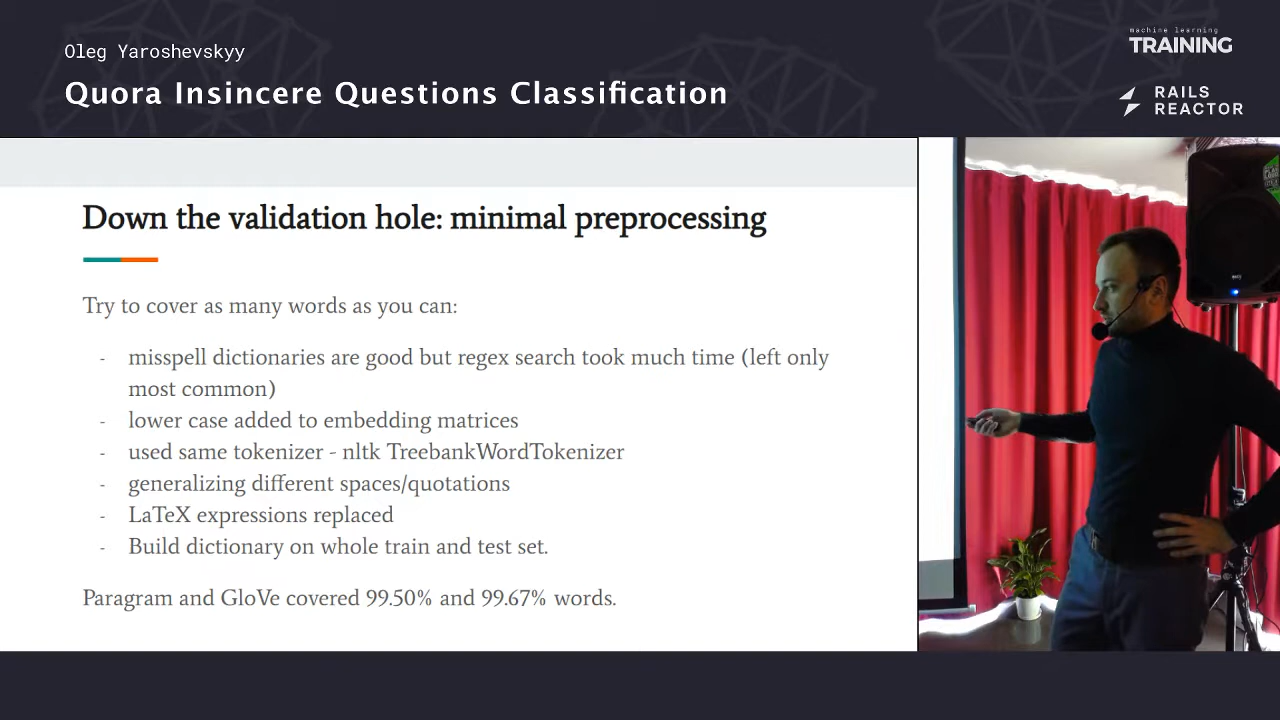 Oleg Yaroshevskyy
Quora Insincere Questions Classification
machine learning
TRAINING
RAILS
REACTOR
Down the validation hole: minimal preprocessing
Try to cover as many words as you can:
- misspell dictionaries are good but regex search took much time (left only
most common)
- lower case added to embedding matrices
- used same tokenizer - nltk TreebankWordTokenizer
- generalizing different spaces/quotations
- LaTeX expressions replaced
- Build dictionary on whole train and test set.
Paragram and GloVe covered 99.50% and 99.67% words.